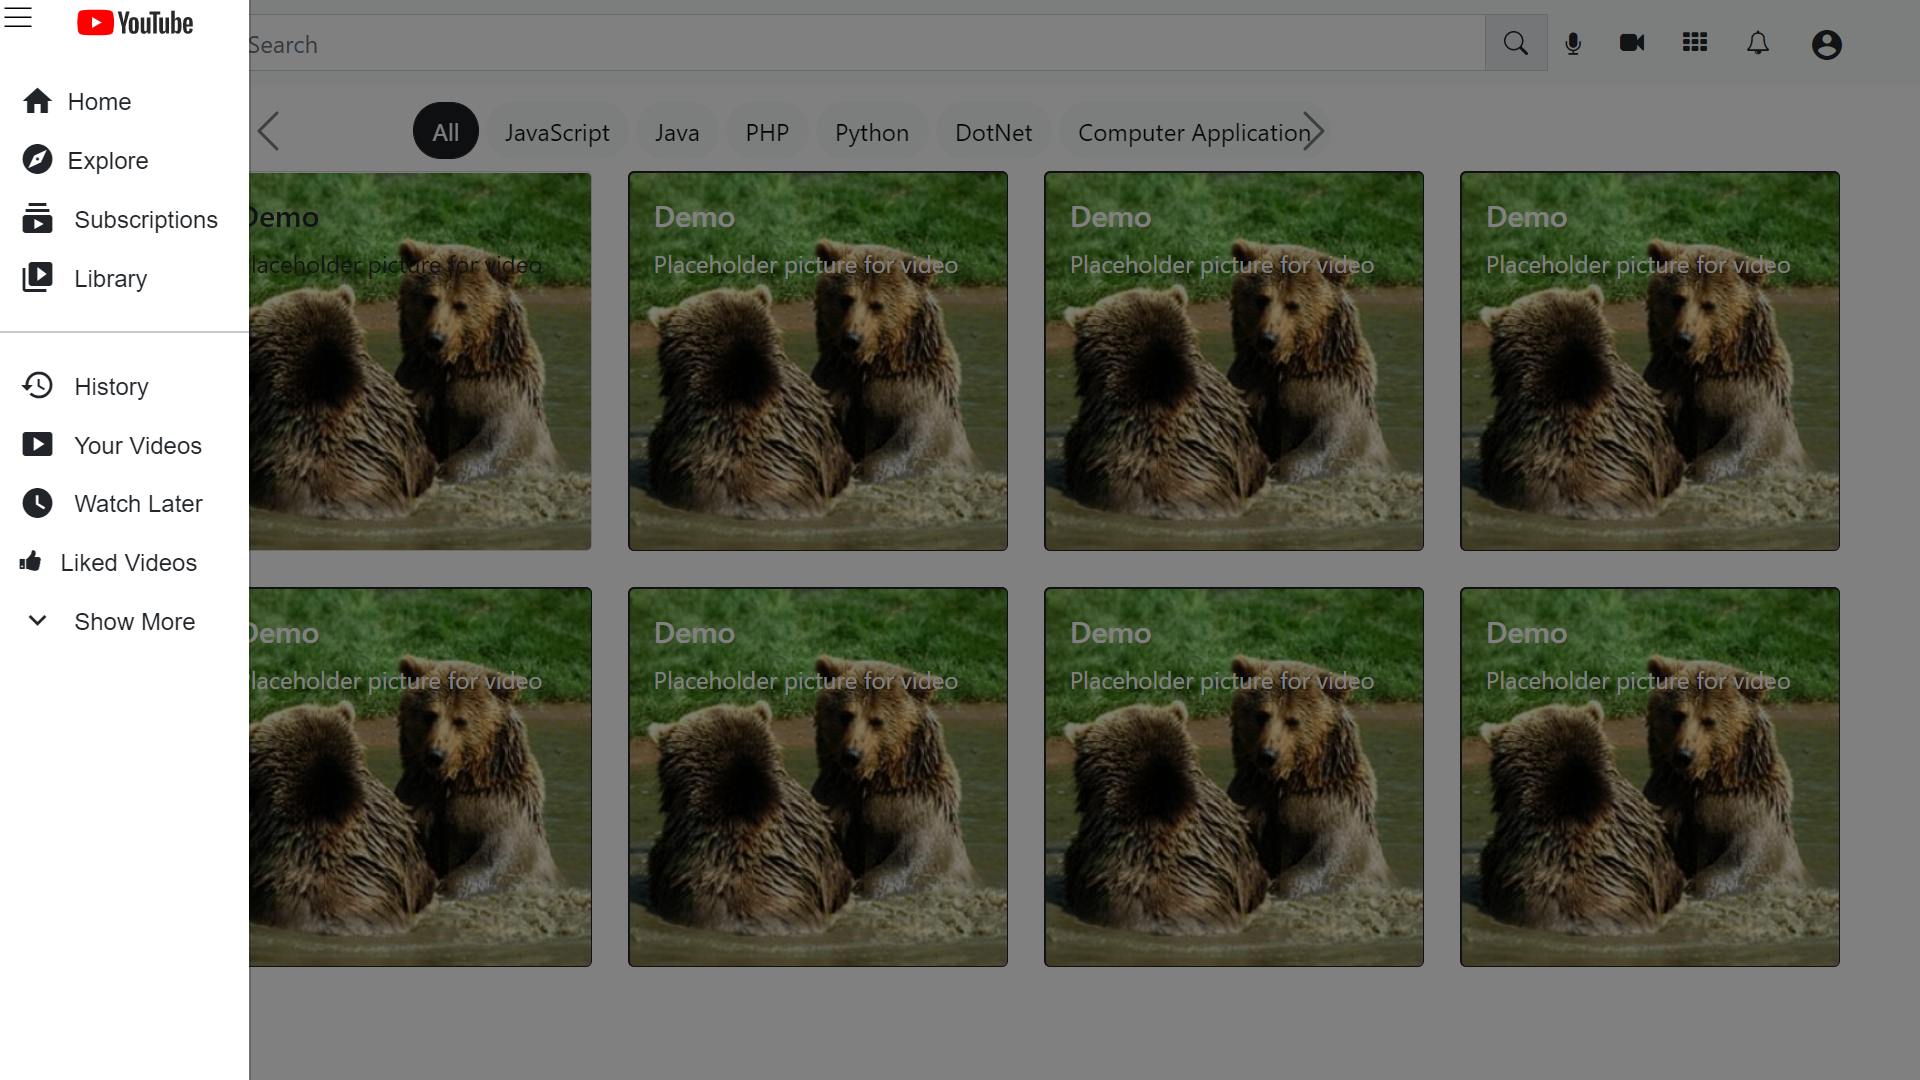 YouTube
Search
Home
Explore
Subscriptions
Library
History
Your Videos
Watch Later
Liked Videos
Show More
All
JavaScript
Java
PHP
Python
DotNet
Computer Application
Demo
laceholder picture for video
Demo
Placeholder picture for video
Demo
Placeholder picture for video
Demo
Placeholder picture for video
Demo
laceholder picture for video
Demo
Placeholder picture for video
Demo
Placeholder picture for video
Demo
Placeholder picture for video